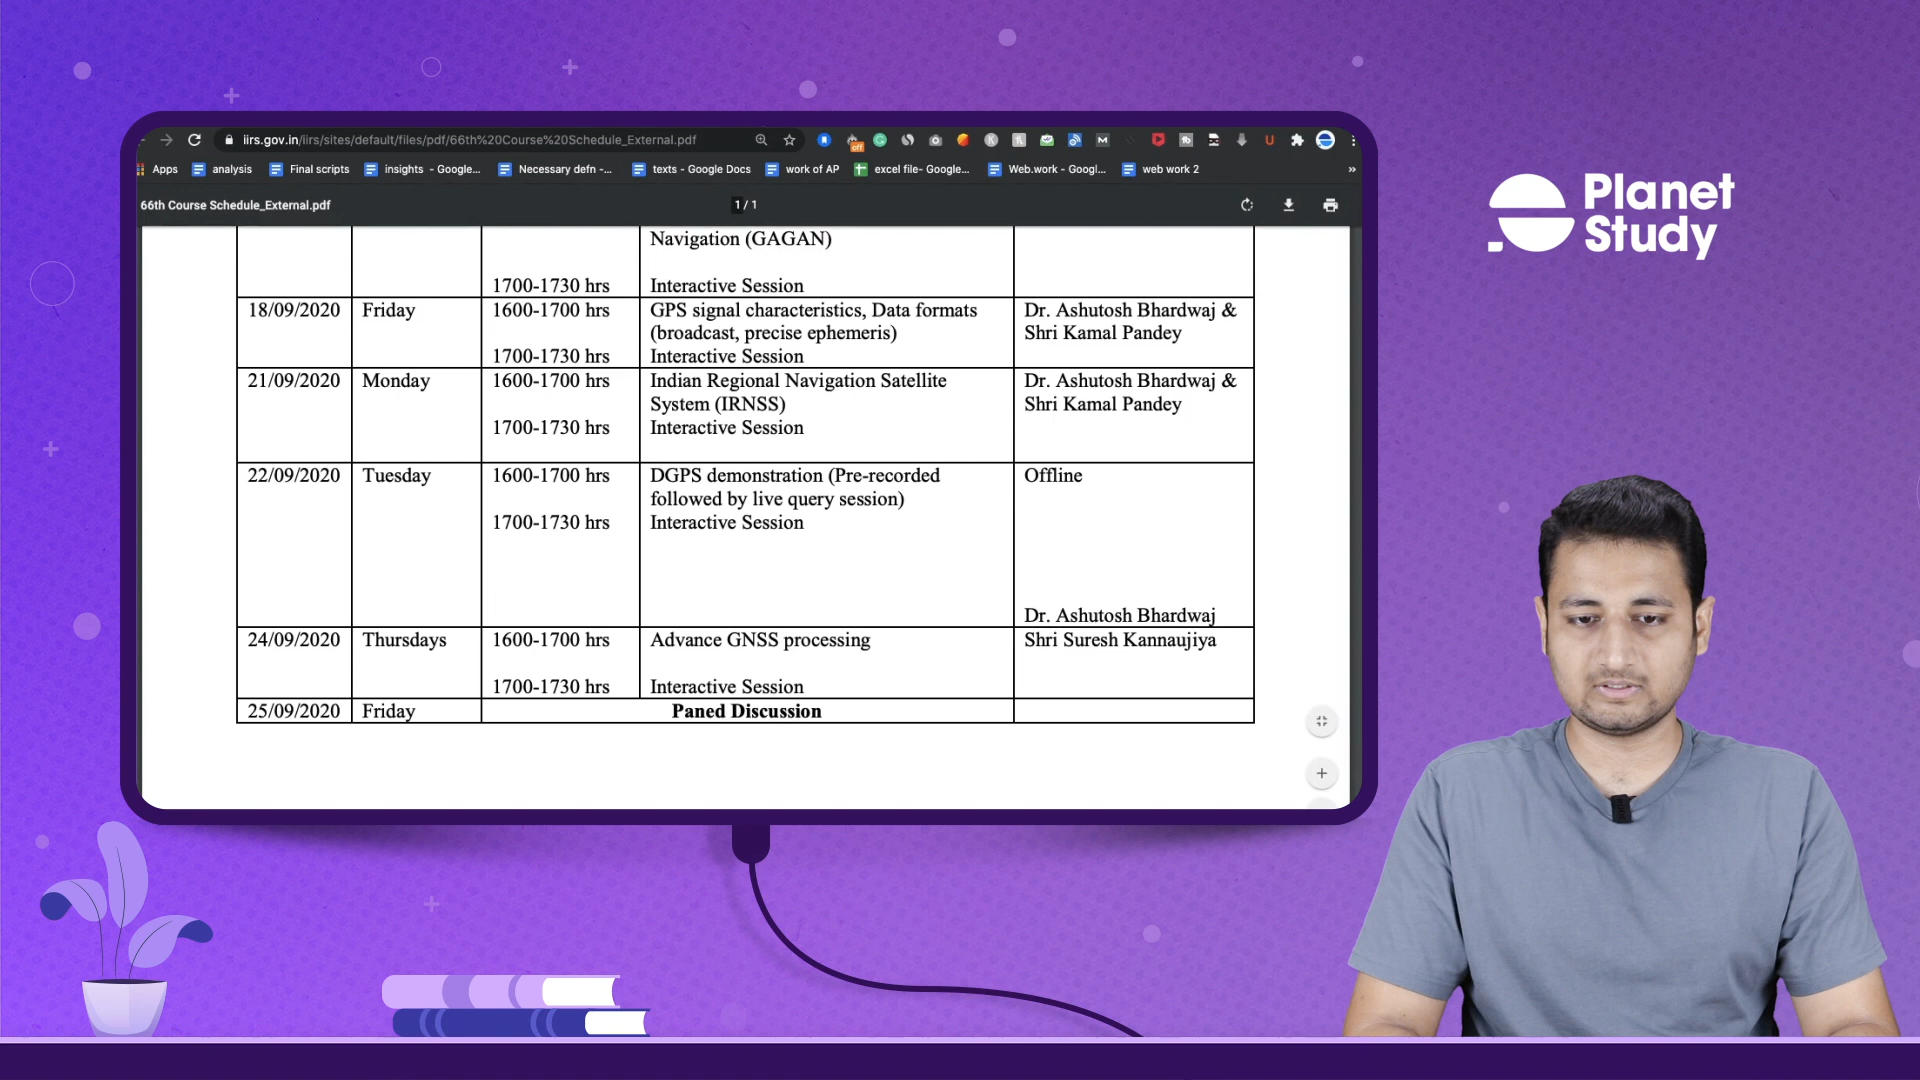 iirs.gov.in/iirs/sites/default/files/pdf/66th%20Course%20Schedule_External.pdf
off
Apps analysis Final scripts insights - Google... Necessary defn -... texts - Google Docs work of AP excel file- Google... Web.work - Googl... web work 2 »
66th Course Schedule_External.pdf 1 / 1
Navigation (GAGAN)
1700-1730 hrs Interactive Session
18/09/2020 Friday 1600-1700 hrs GPS signal characteristics, Data formats Dr. Ashutosh Bhardwaj &
(broadcast, precise ephemeris) Shri Kamal Pandey
1700-1730 hrs Interactive Session
21/09/2020 Monday 1600-1700 hrs Indian Regional Navigation Satellite Dr. Ashutosh Bhardwaj &
System (IRNSS) Shri Kamal Pandey
1700-1730 hrs Interactive Session
22/09/2020 Tuesday 1600-1700 hrs DGPS demonstration (Pre-recorded Offline
followed by live query session)
1700-1730 hrs Interactive Session
Dr. Ashutosh Bhardwaj
24/09/2020 Thursdays 1600-1700 hrs Advance GNSS processing Shri Suresh Kannaujiya
1700-1730 hrs Interactive Session
25/09/2020 Friday Paned Discussion
Planet
Study